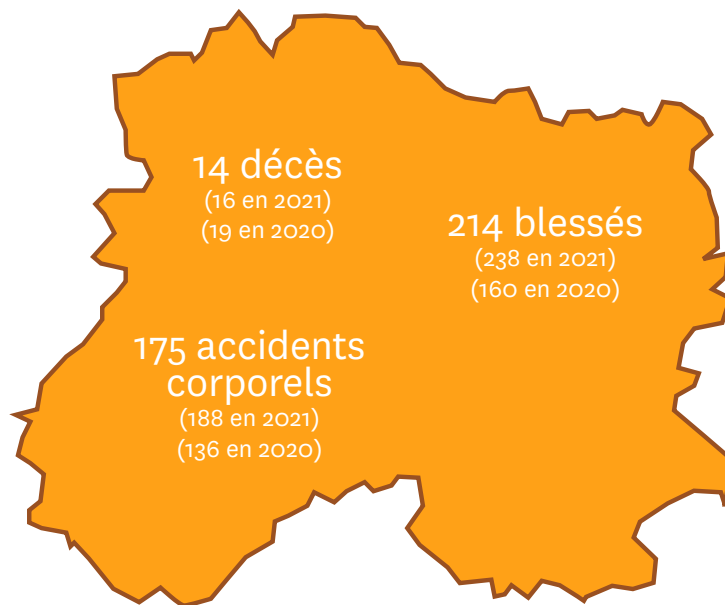 14 décès
(16 en 2021)
(19 en 2020)
214 blessés
(238 en 2021)
(160 en 2020)
175 accidents
corporels
(188 en 2021)
(136 en 2020)